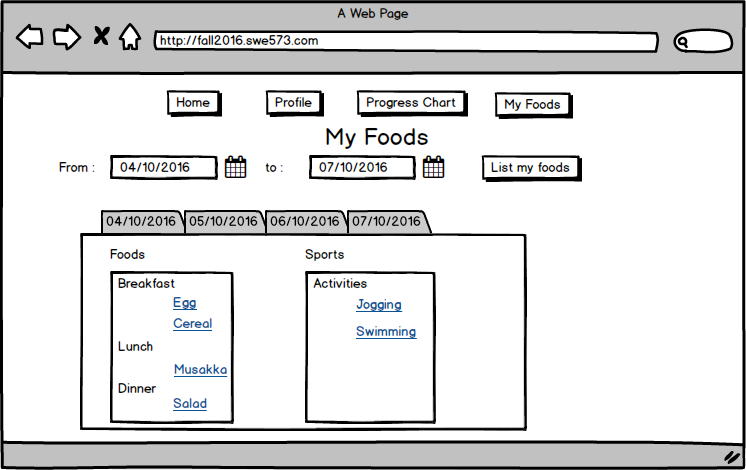 A Web Page
http://fall2016.swe573.com
Home Profile Progress Chart My Foods
My Foods
From : 04/10/2016 to : 07/10/2016 List my foods
04/10/2016 05/10/2016 06/10/2016 07/10/2016
Foods Sports
Breakfast Activities
Egg Jogging
Cereal Swimming
Lunch
Musakka
Dinner
Salad